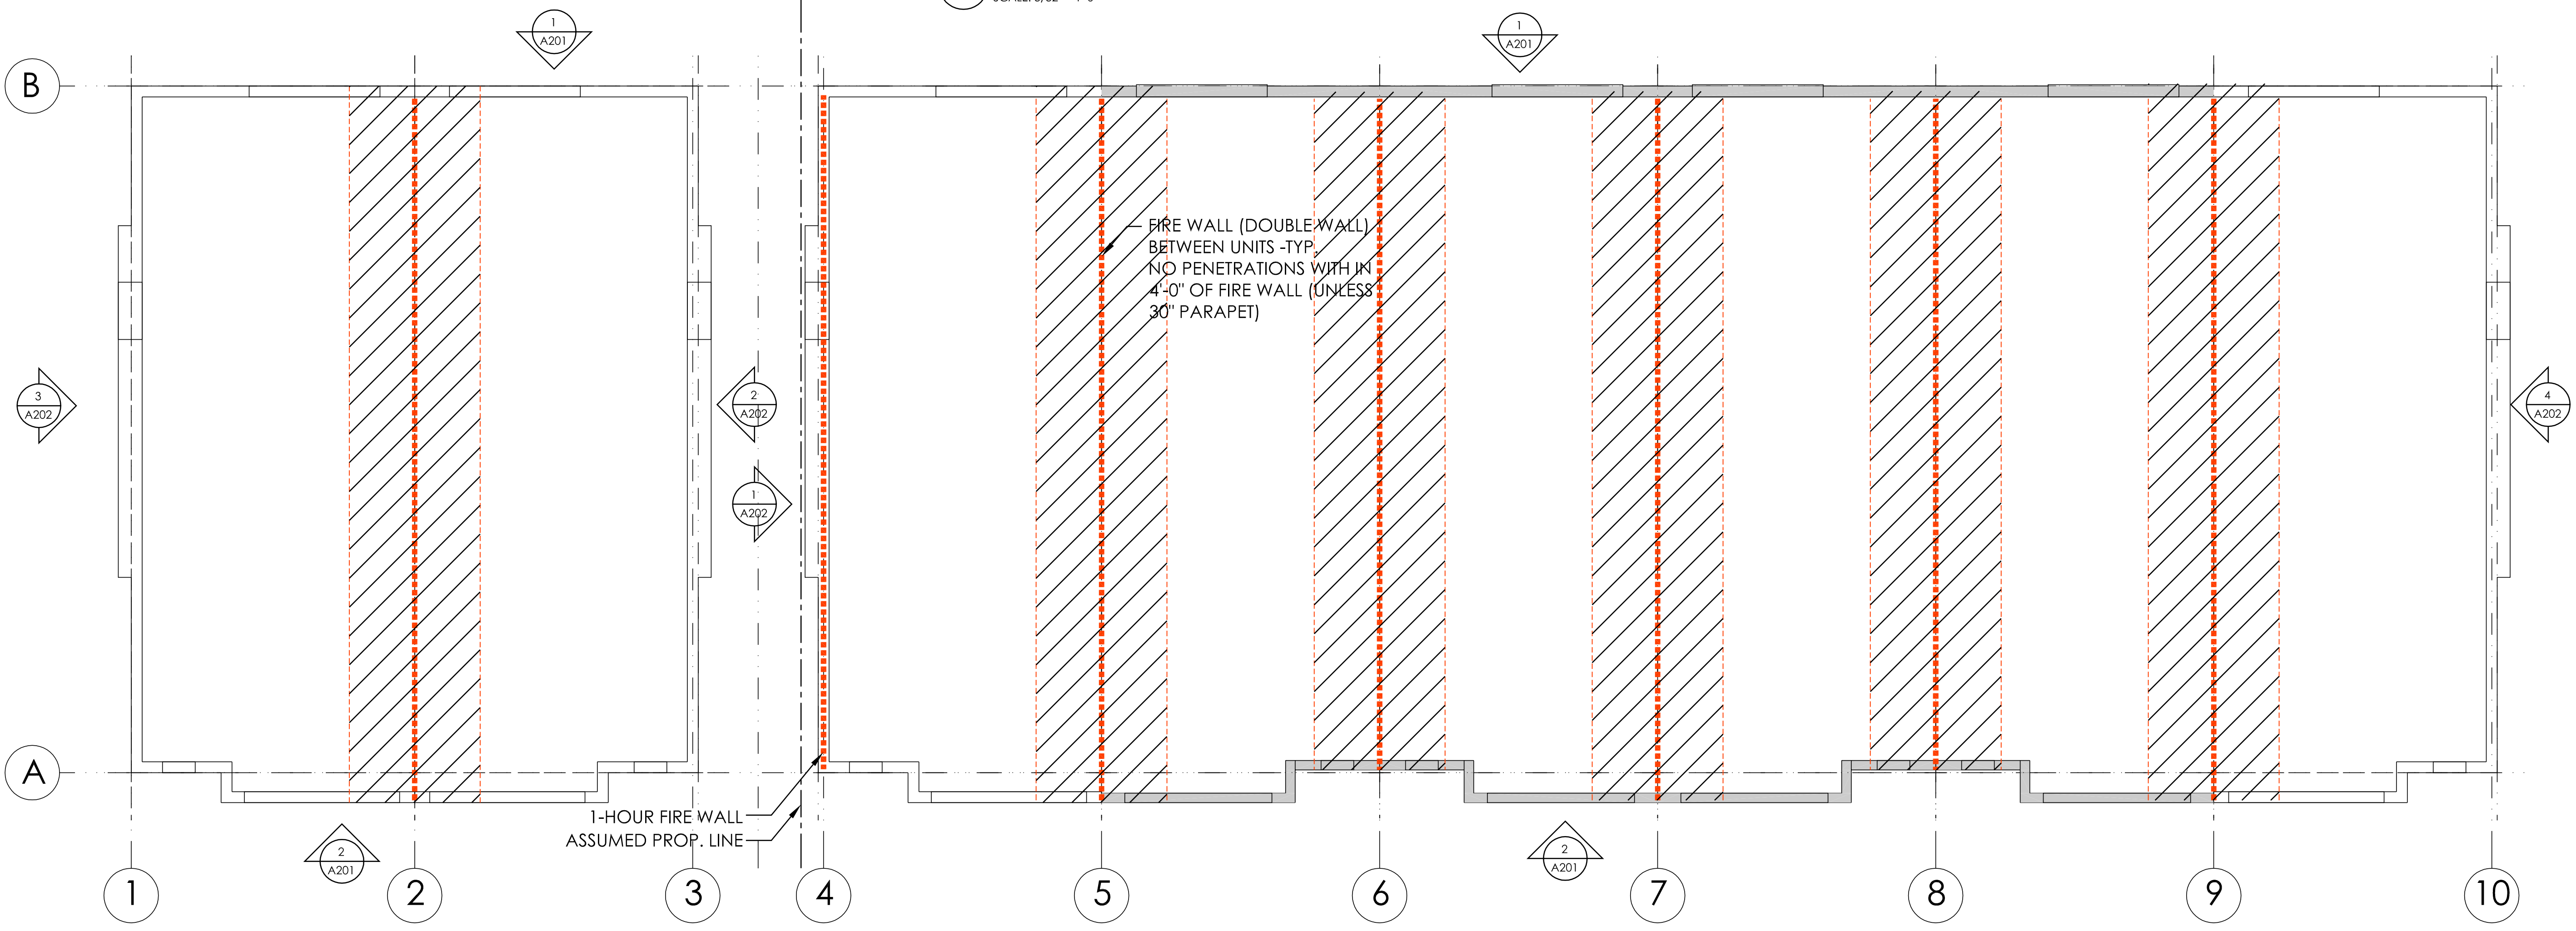 1
A201
1
A201
B
FIRE WALL (DOUBLE WALL)
BETWEEN UNITS -TYP.
NO PENETRATIONS WITH IN
4'-0" OF FIRE WALL (UNLESS
30" PARAPET)
3
A202
2
A202
4
A202
1
A202
A
1-HOUR FIRE WALL
ASSUMED PROP. LINE
2
A201
2
A201
1
2
3
4
5
6
7
8
9
10